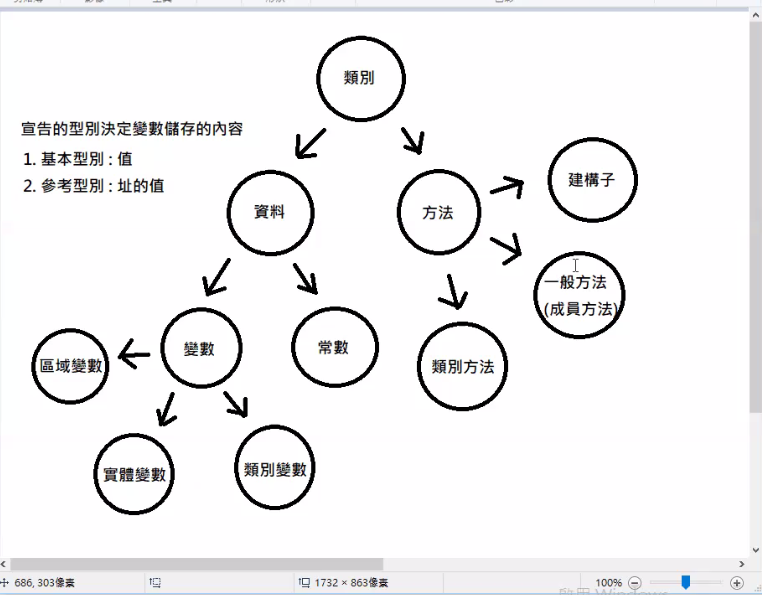 類別
宣告的型別決定變數儲存的內容
1. 基本型別 : 值
2. 參考型別 : 址的值
資料
方法
建構子
一般方法
(成員方法)
變數
常數
區域變數
類別方法
實體變數
類別變數
686, 303像素
1732 × 863像素
100%